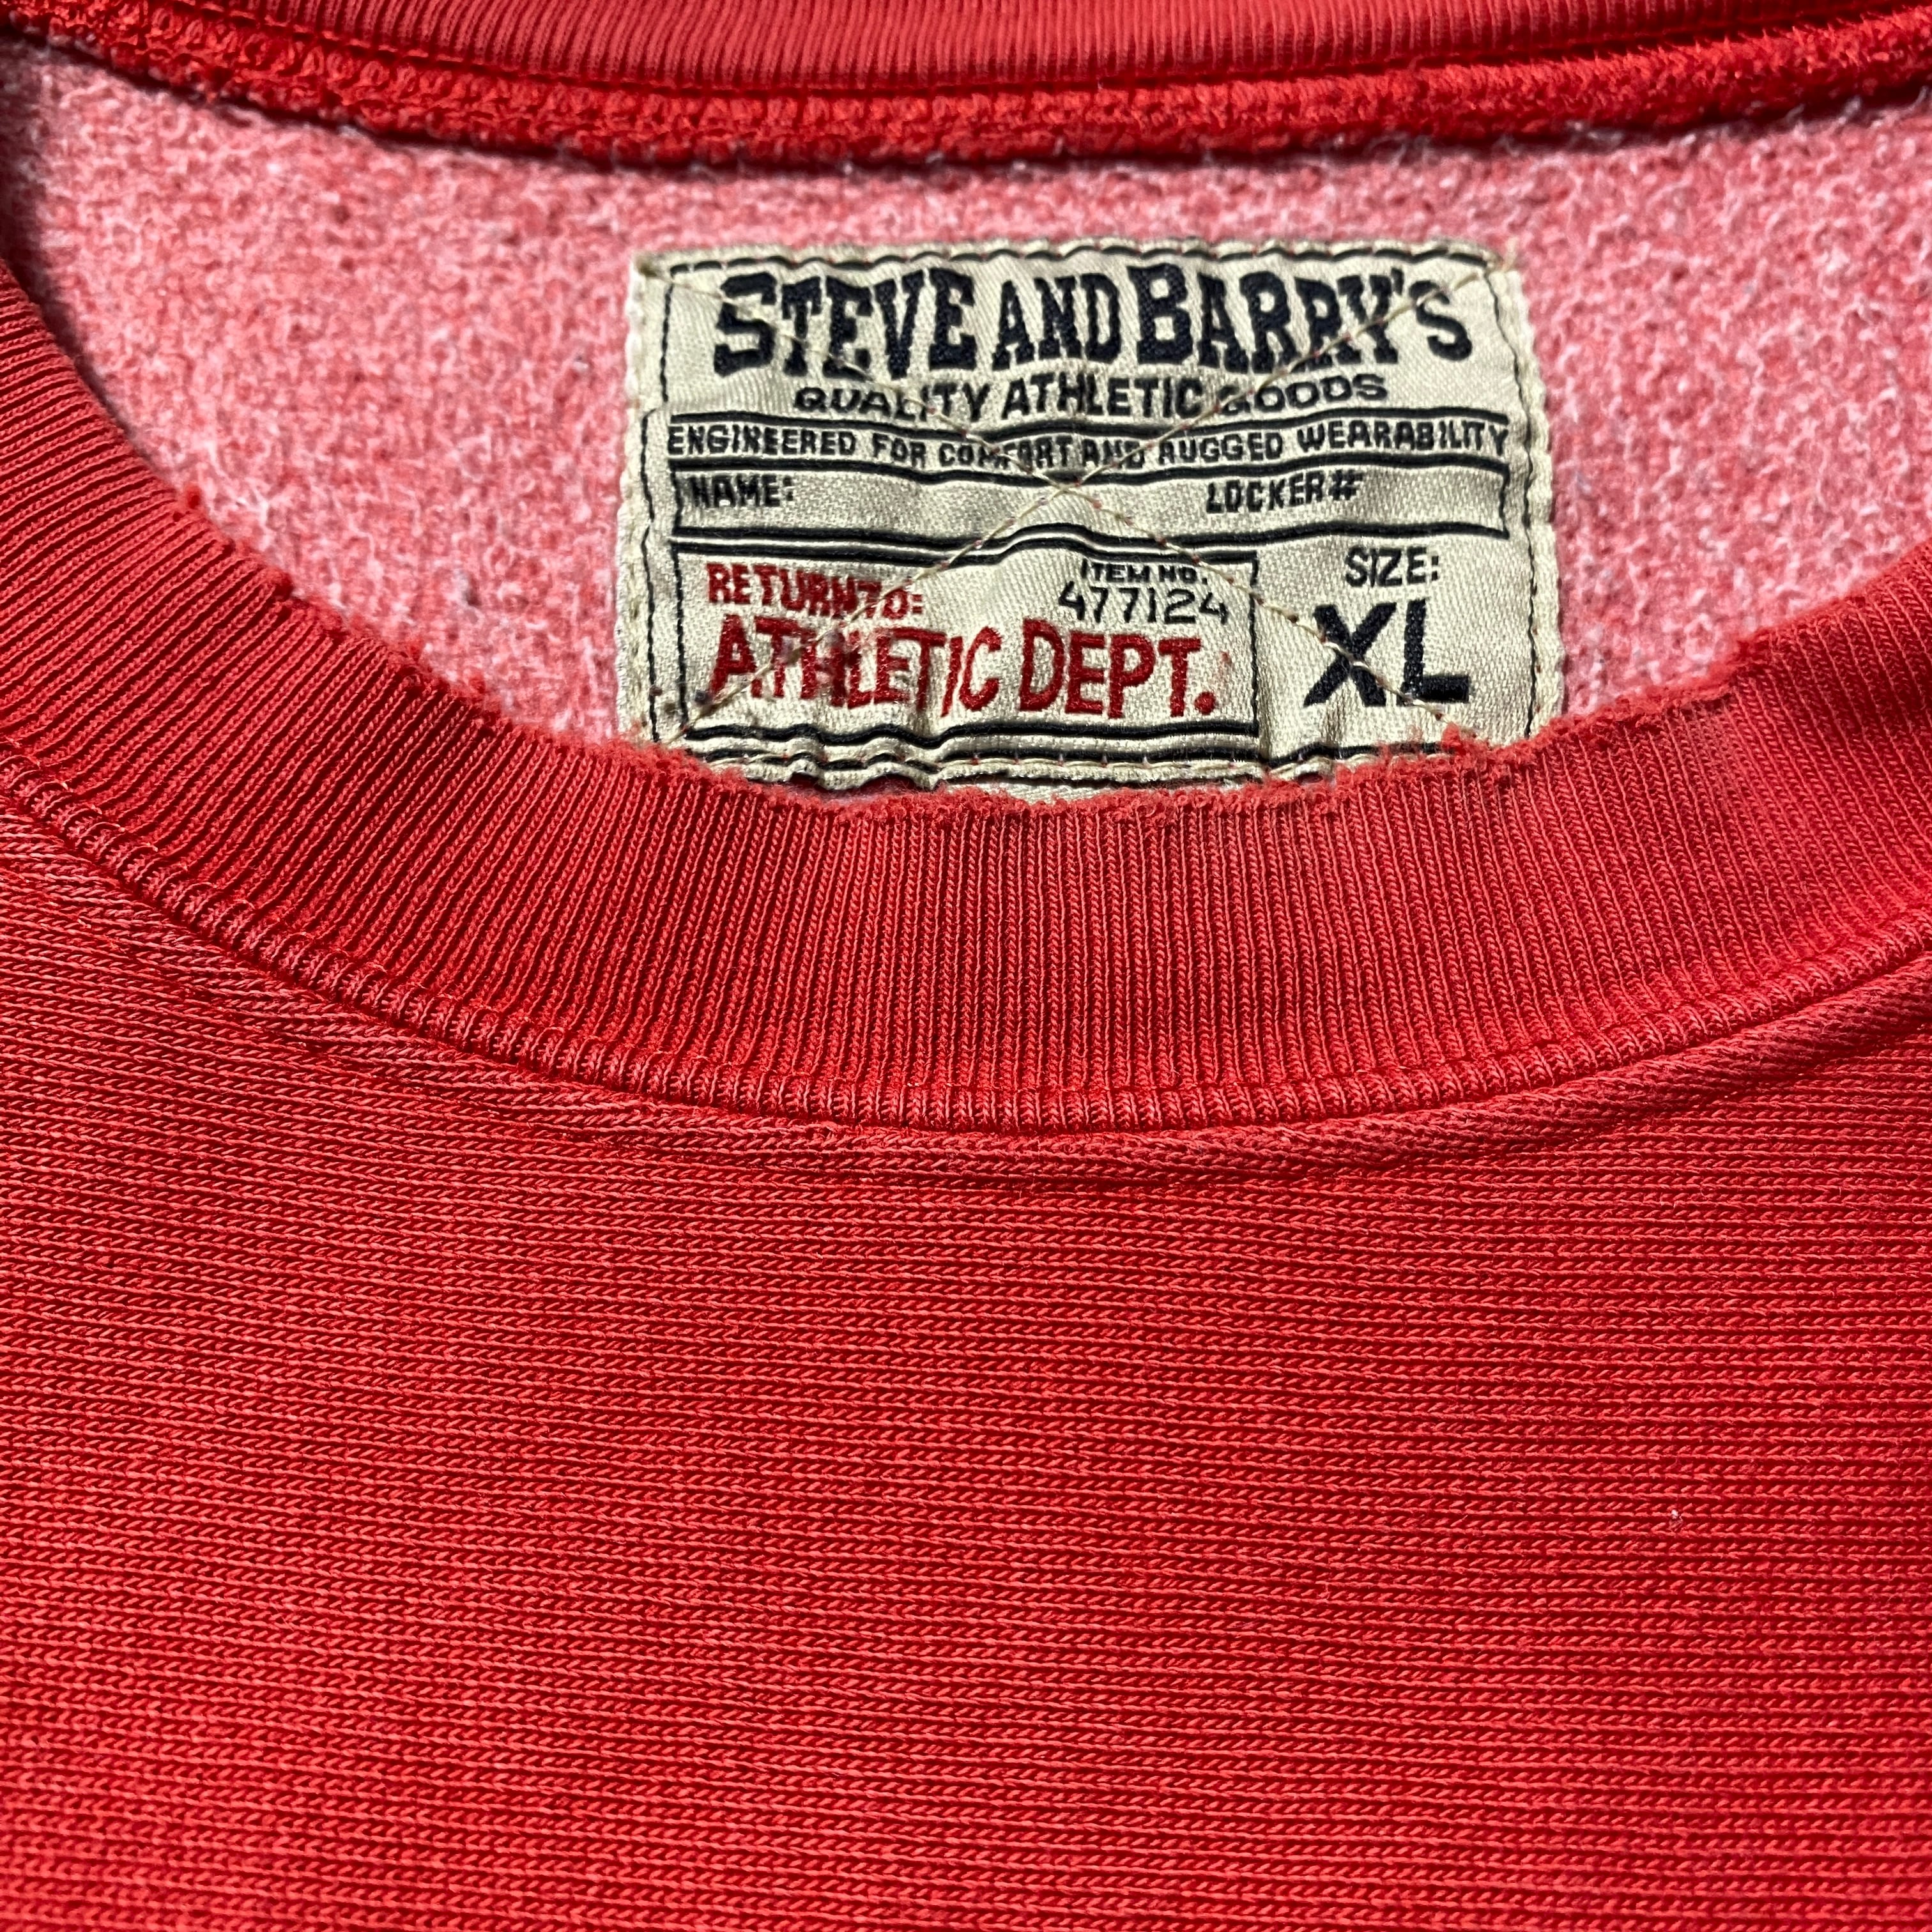 STEVE AND BARRY'S
QUALITY ATHLETIC GOODS
ENGINEERED FOR COMFORT AND RUGGED WEARABILITY
NAME: LOCKER#
RETURN TO: ITEM NO. SIZE:
477124
ATHLETIC DEPT. XL